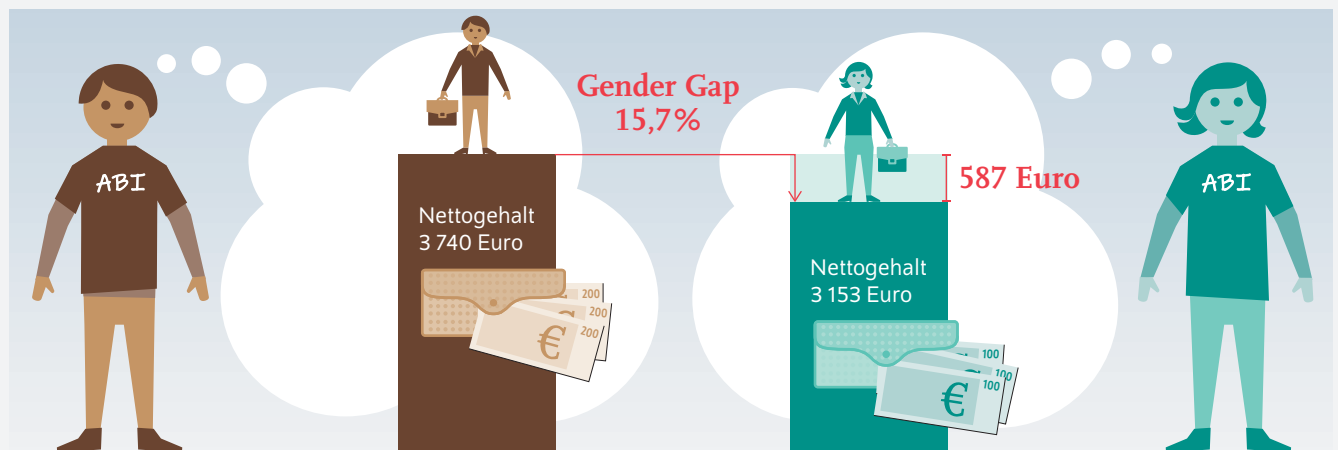 ABI
Nettogehalt
3 740 Euro
200
200
200
€
€
Gender Gap
15,7%
587 Euro
Nettogehalt
3 153 Euro
100
100
100
€
ABI